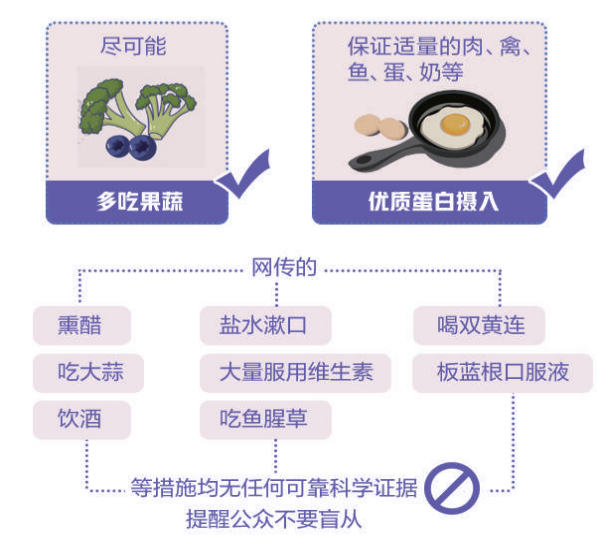 尽可能
多吃果蔬
保证适量的肉、禽、
鱼、蛋、奶等
优质蛋白摄入
网传的
熏醋
盐水漱口
喝双黄连
吃大蒜
大量服用维生素
板蓝根口服液
饮酒
吃鱼腥草
等措施均无任何可靠科学证据
提醒公众不要盲从